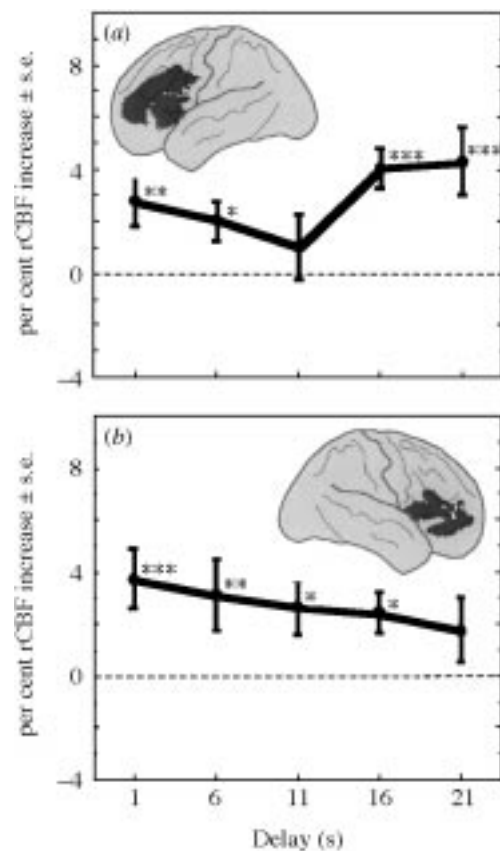 (a)
8
4
0
–4
per cent rCBF increase ± s.e.
**
*
***
***
(b)
8
4
0
–4
per cent rCBF increase ± s.e.
***
**
*
*
1 6 11 16 21
Delay (s)